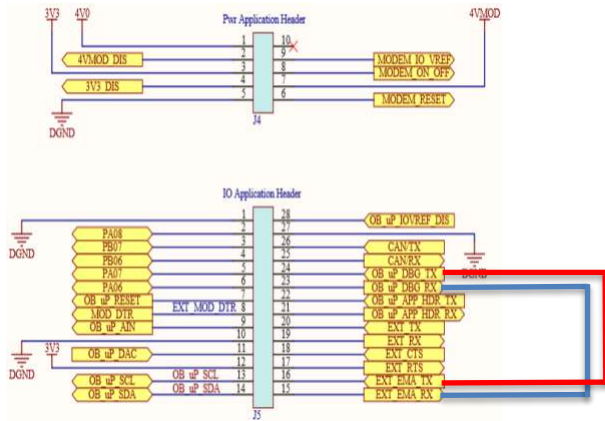 3V3 4V0 Pwr Application Header 4VMOD
1 10
4VMOD_DIS 2 9 MODEM_IO_VREF
3 8 MODEM_ON_OFF
3V3_DIS 4 7
5 6 MODEM_RESET
DGND J4
IO Application Header
1 28 OB_uP_IOVREF_DIS
PA08 2 27
DGND PB07 3 26 CAN/TX DGND
PB06 4 25 CAN/RX
PA07 5 24 OB_uP_DBG_TX
PA06 6 23 OB_uP_DBG_RX
OB_uP_RESET 7 22 OB_uP_APP_HDR_TX
MOD_DTR EXT_MOD_DTR 8 21 OB_uP_APP_HDR_RX
OB_uP_AIN 9 20 EXT_TX
10 19 EXT_RX
3V3 OB_uP_DAC 11 18 EXT_CTS
DGND 12 17 EXT_RTS
OB_uP_SCL OB_uP_SCL 13 16 EXT_EMA_TX
OB_uP_SDA OB_uP_SDA 14 15 EXT_EMA_RX
J5